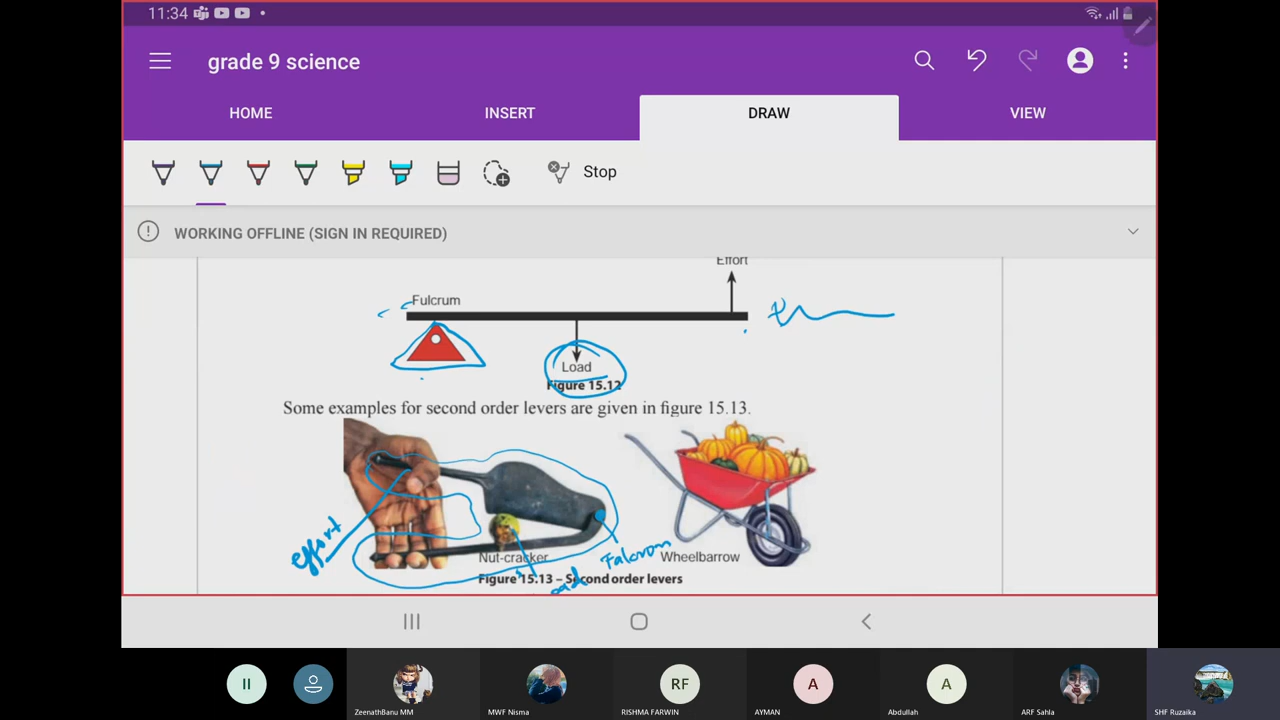 11:34
grade 9 science
HOME INSERT DRAW VIEW
Stop
WORKING OFFLINE (SIGN IN REQUIRED)
Effort
Fulcrum
Load
Figure 15.12
Some examples for second order levers are given in figure 15.13.
effort
Falcrom
Nut-cracker
Wheelbarrow
Figure 15.13 – Second order levers
II
RF
A
A
ZeenathBanu MM
MWF Nisma
RISHMA FARWIN
AYMAN
Abdullah
ARF Sahla
SHF Ruzaika